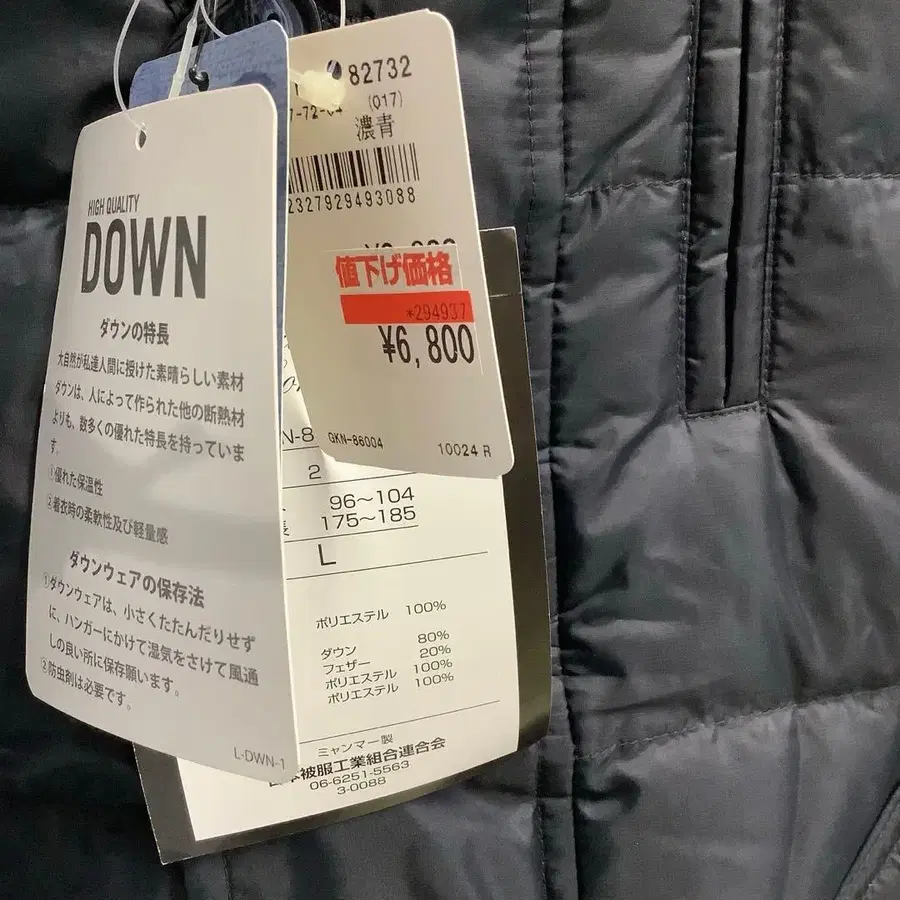 HIGH QUALITY
DOWN
ダウンの特長
大自然が私達人間に授けた素晴らしい素材
ダウンは、人によって作られた他の断熱材
よりも、数多くの優れた特長を持っていま
す。
①優れた保温性
②着衣時の柔軟性及び軽量感
ダウンウェアの保存法
①ダウンウェアは、小さくたたんだりせず
に、ハンガーにかけて湿気をさけて風通
しの良い所に保存願います。
②防虫剤は必要です。
L-DWN-1
82732
(017)
濃青
2327929493088
値下げ価格
*294937
¥6,800
QKN-86004
10024 R
N-8
2
96〜104
175〜185
L
ポリエステル 100%
ダウン 80%
フェザー 20%
ポリエステル 100%
ポリエステル 100%
ミャンマー製
日本被服工業組合連合会
06-6251-5563
3-0088